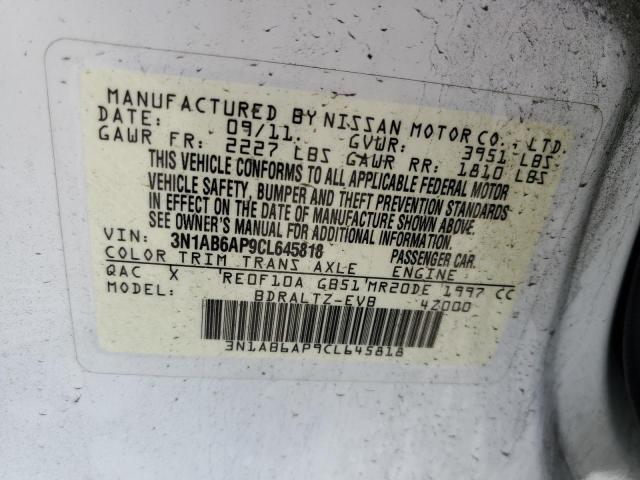 MANUFACTURED BY NISSAN MOTOR CO., LTD.
DATE: 09/11. GVWR: 3951 LBS
GAWR FR: 2227 LBS GAWR RR: 1810 LBS
THIS VEHICLE CONFORMS TO ALL APPLICABLE FEDERAL MOTOR
VEHICLE SAFETY, BUMPER AND THEFT PREVENTION STANDARDS
IN EFFECT ON THE DATE OF MANUFACTURE SHOWN ABOVE.
SEE OWNER'S MANUAL FOR ADDITIONAL INFORMATION.
VIN: 3N1AB6AP9CL645818 PASSENGER CAR.
COLOR TRIM TRANS AXLE ENGINE
QAC X RE0F10A GB51 MR20DE 1997 CC
MODEL: BDRALTZ-EVB 4Z000
3N1AB6AP9CL645818